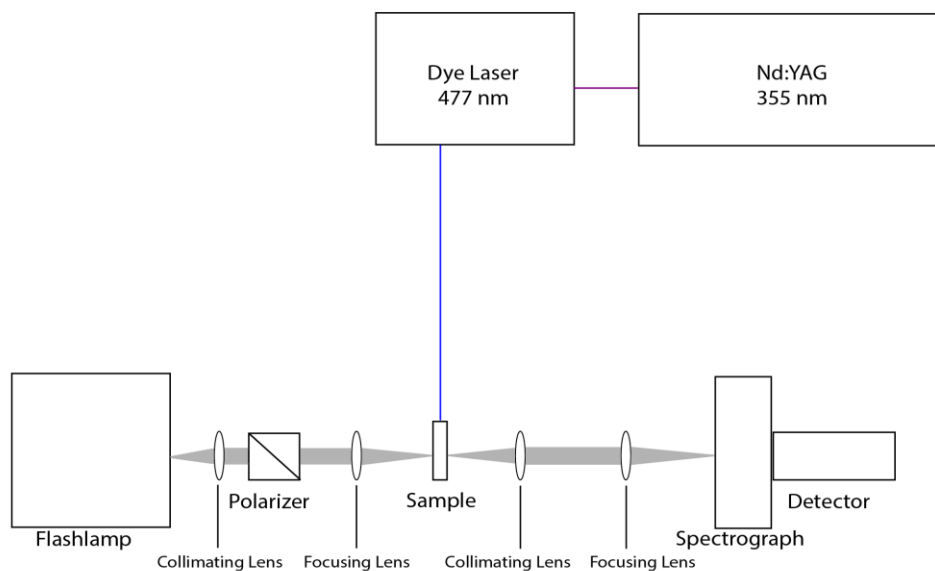 Dye Laser
477 nm
Nd:YAG
355 nm
Flashlamp
Polarizer
Sample
Spectrograph
Detector
Collimating Lens
Focusing Lens
Collimating Lens
Focusing Lens